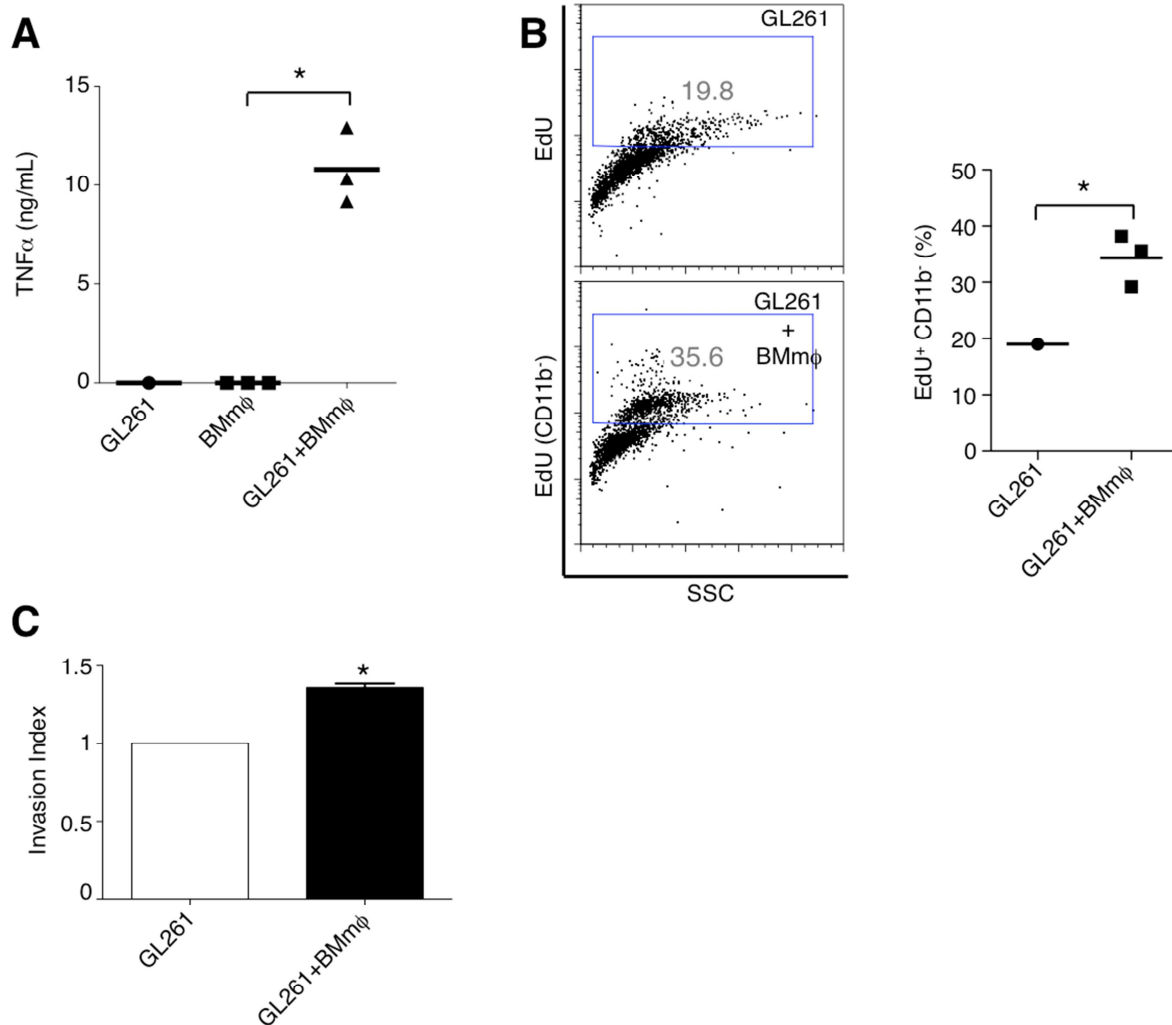 A
TNFα (ng/mL)
15
10
5
0
*
GL261
BMmϕ
GL261+BMmϕ
B
EdU
GL261
19.8
EdU (CD11b-)
GL261
+
BMmϕ
35.6
SSC
EdU⁺ CD11b⁻ (%)
50
40
30
20
10
0
*
GL261
GL261+BMmϕ
C
Invasion Index
1.5
1
0.5
0
*
GL261
GL261+BMmϕ